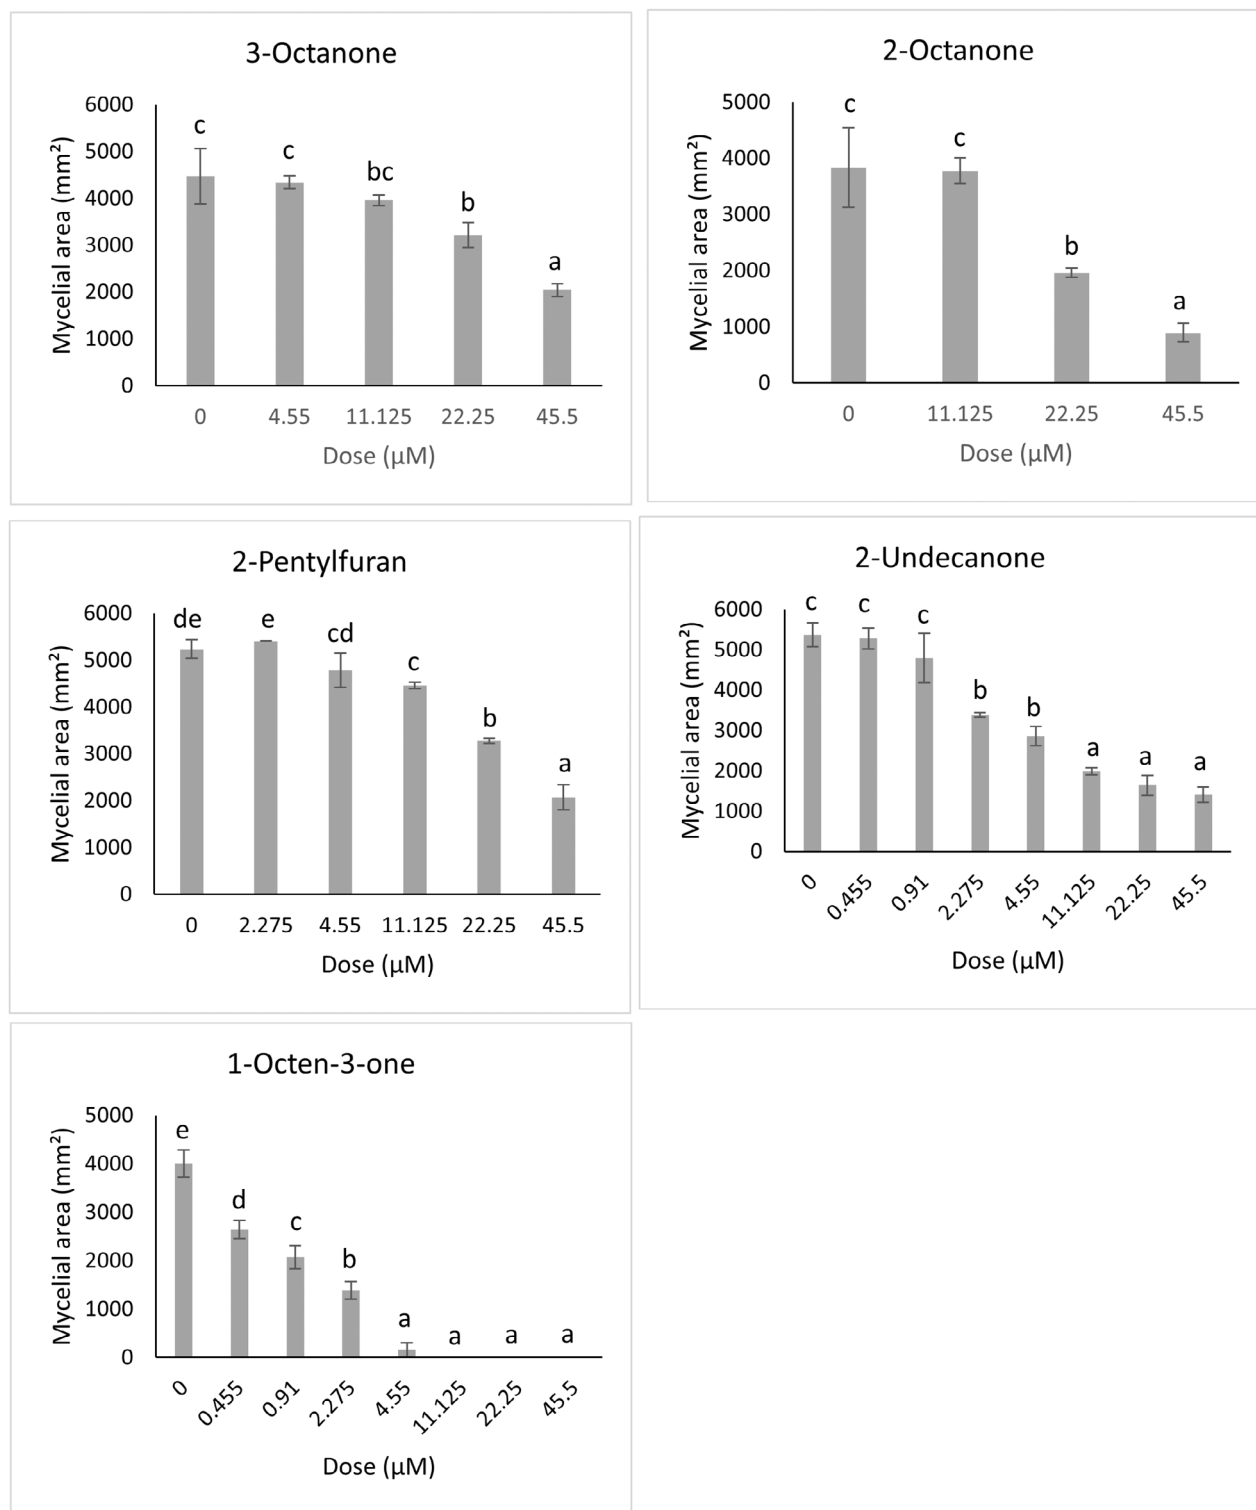 3-Octanone
Mycelial area (mm²)
6000
5000
4000
3000
2000
1000
0
c
c
bc
b
a
0 4.55 11.125 22.25 45.5
Dose (µM)
2-Octanone
Mycelial area (mm²)
5000
4000
3000
2000
1000
0
c
c
b
a
0 11.125 22.25 45.5
Dose (µM)
2-Pentylfuran
Mycelial area (mm²)
6000
5000
4000
3000
2000
1000
0
de
e
cd
c
b
a
0 2.275 4.55 11.125 22.25 45.5
Dose (µM)
2-Undecanone
Mycelial area (mm²)
6000
5000
4000
3000
2000
1000
0
c
c
c
b
b
a
a
a
0 0.455 0.91 2.275 4.55 11.125 22.25 45.5
Dose (µM)
1-Octen-3-one
Mycelial area (mm²)
5000
4000
3000
2000
1000
0
e
d
c
b
a
a
a
a
0 0.455 0.91 2.275 4.55 11.125 22.25 45.5
Dose (µM)